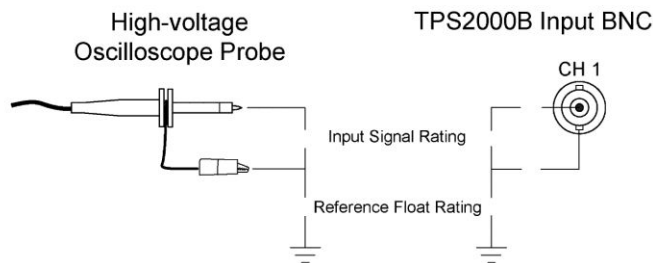 High-voltage
Oscilloscope Probe
TPS2000B Input BNC
CH 1
Input Signal Rating
Reference Float Rating